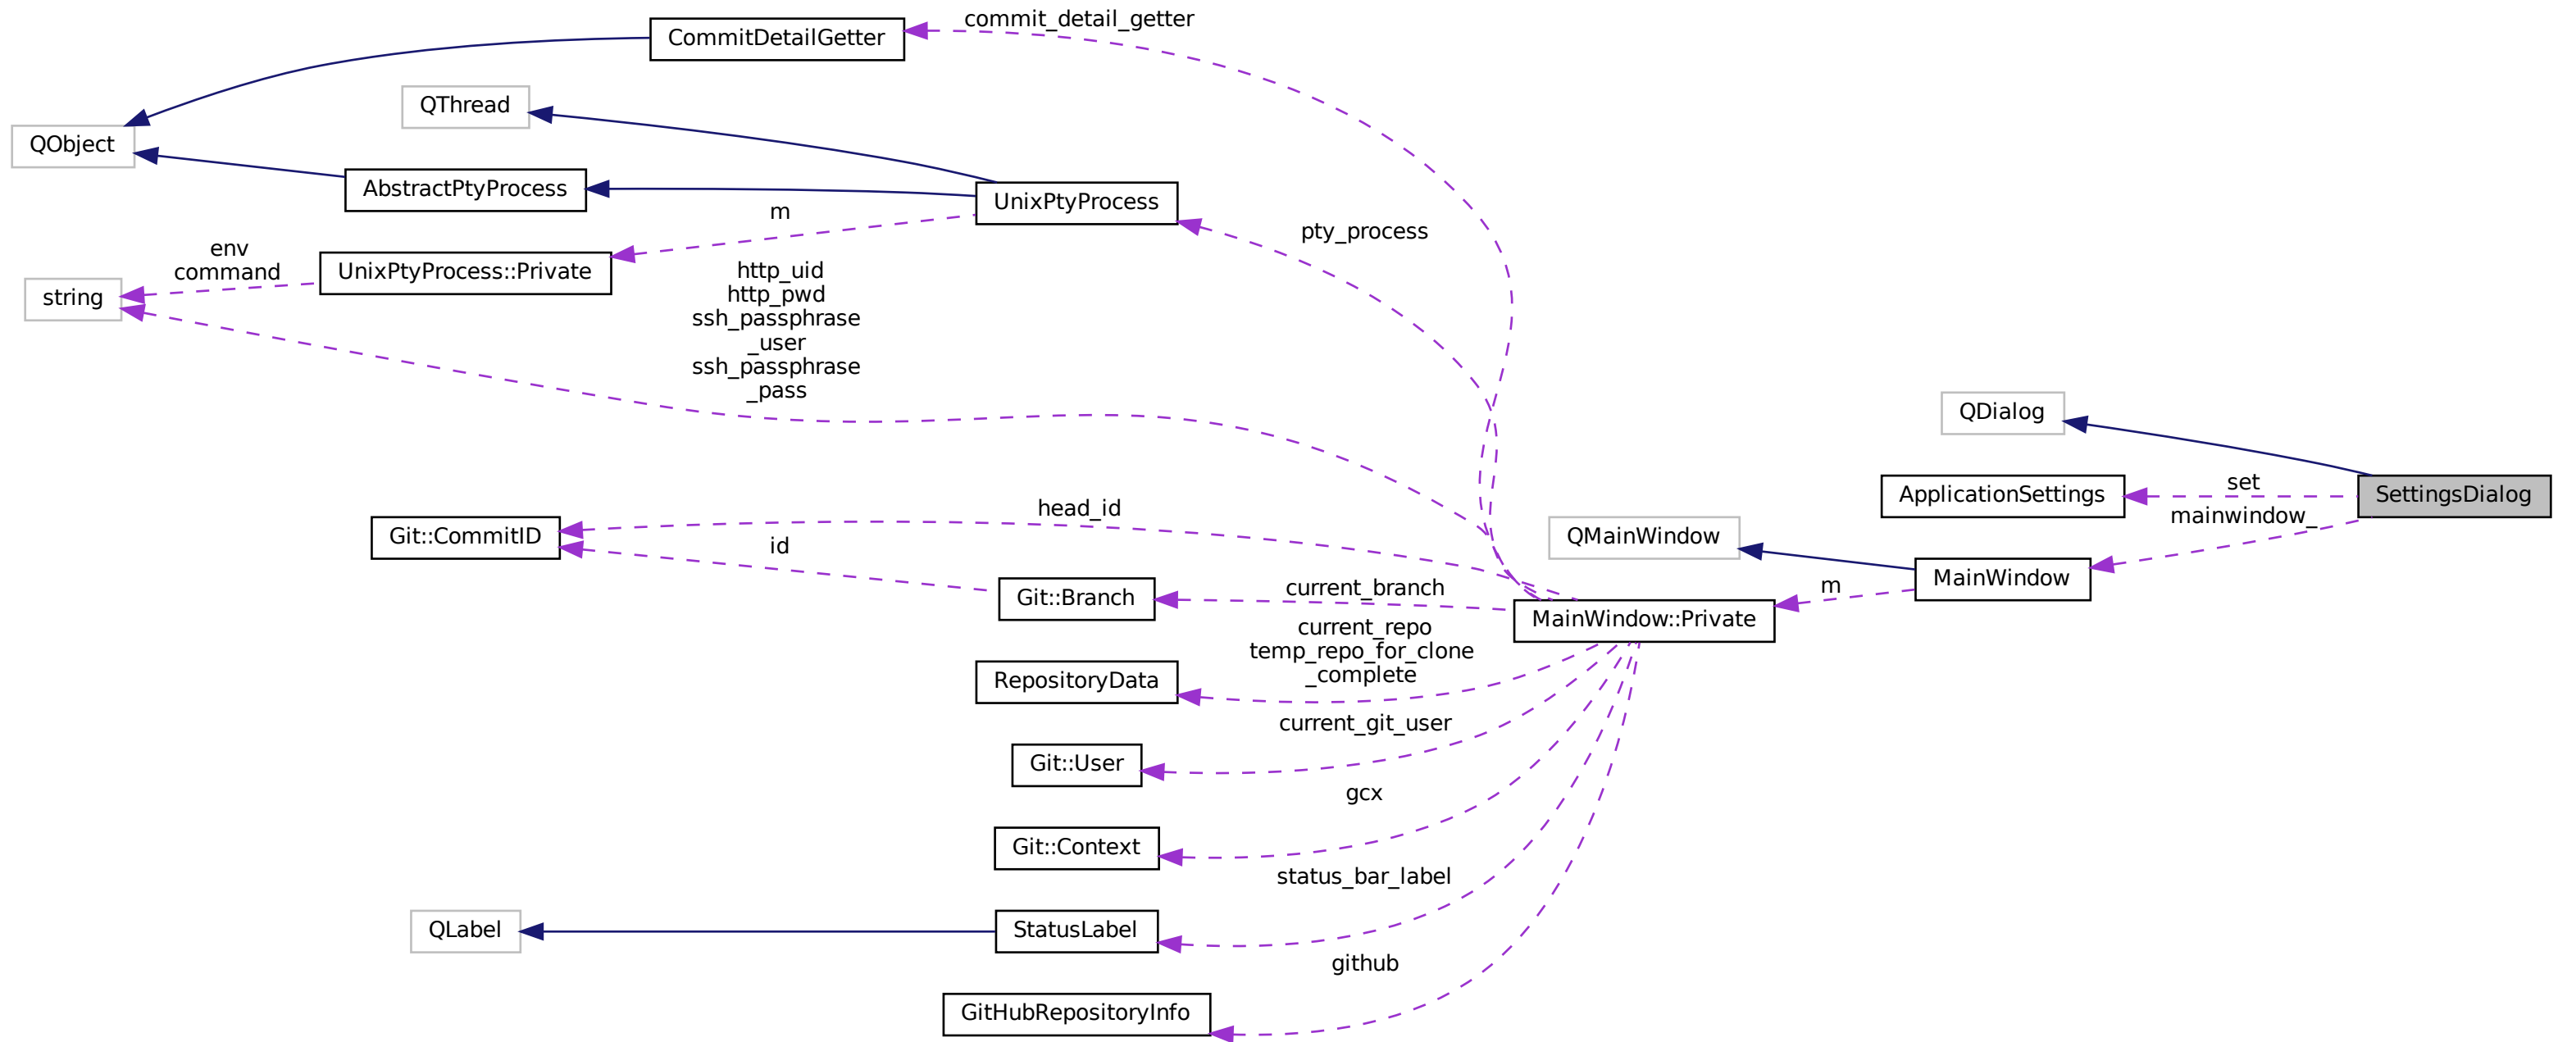 commit_detail_getter
CommitDetailGetter
QThread
QObject
AbstractPtyProcess
UnixPtyProcess
m
pty_process
env
command
UnixPtyProcess::Private
string
http_uid
http_pwd
ssh_passphrase
_user
ssh_passphrase
_pass
QDialog
ApplicationSettings
set
SettingsDialog
mainwindow_
head_id
Git::CommitID
id
QMainWindow
MainWindow
m
Git::Branch
current_branch
MainWindow::Private
current_repo
temp_repo_for_clone
_complete
RepositoryData
current_git_user
Git::User
gcx
Git::Context
status_bar_label
QLabel
StatusLabel
github
GitHubRepositoryInfo